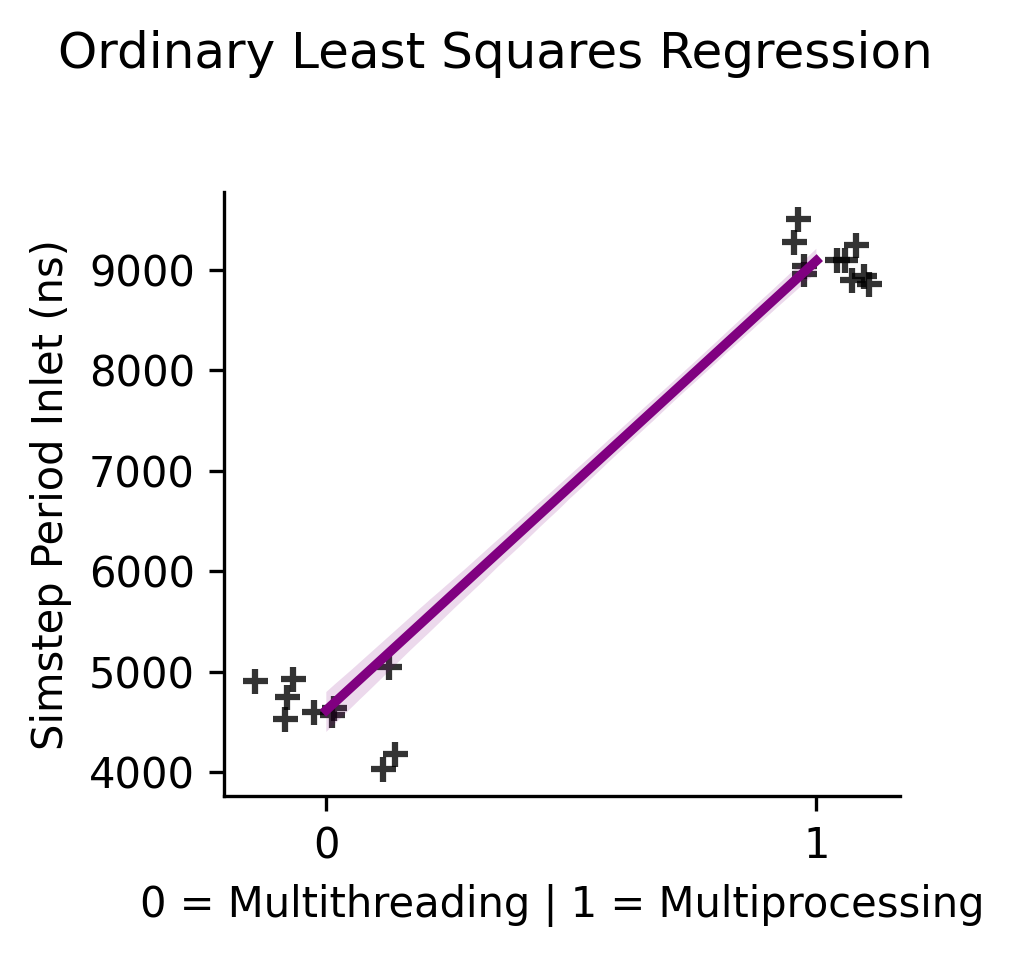 Ordinary Least Squares Regression
Simstep Period Inlet (ns)
9000
8000
7000
6000
5000
4000
0
1
0 = Multithreading | 1 = Multiprocessing